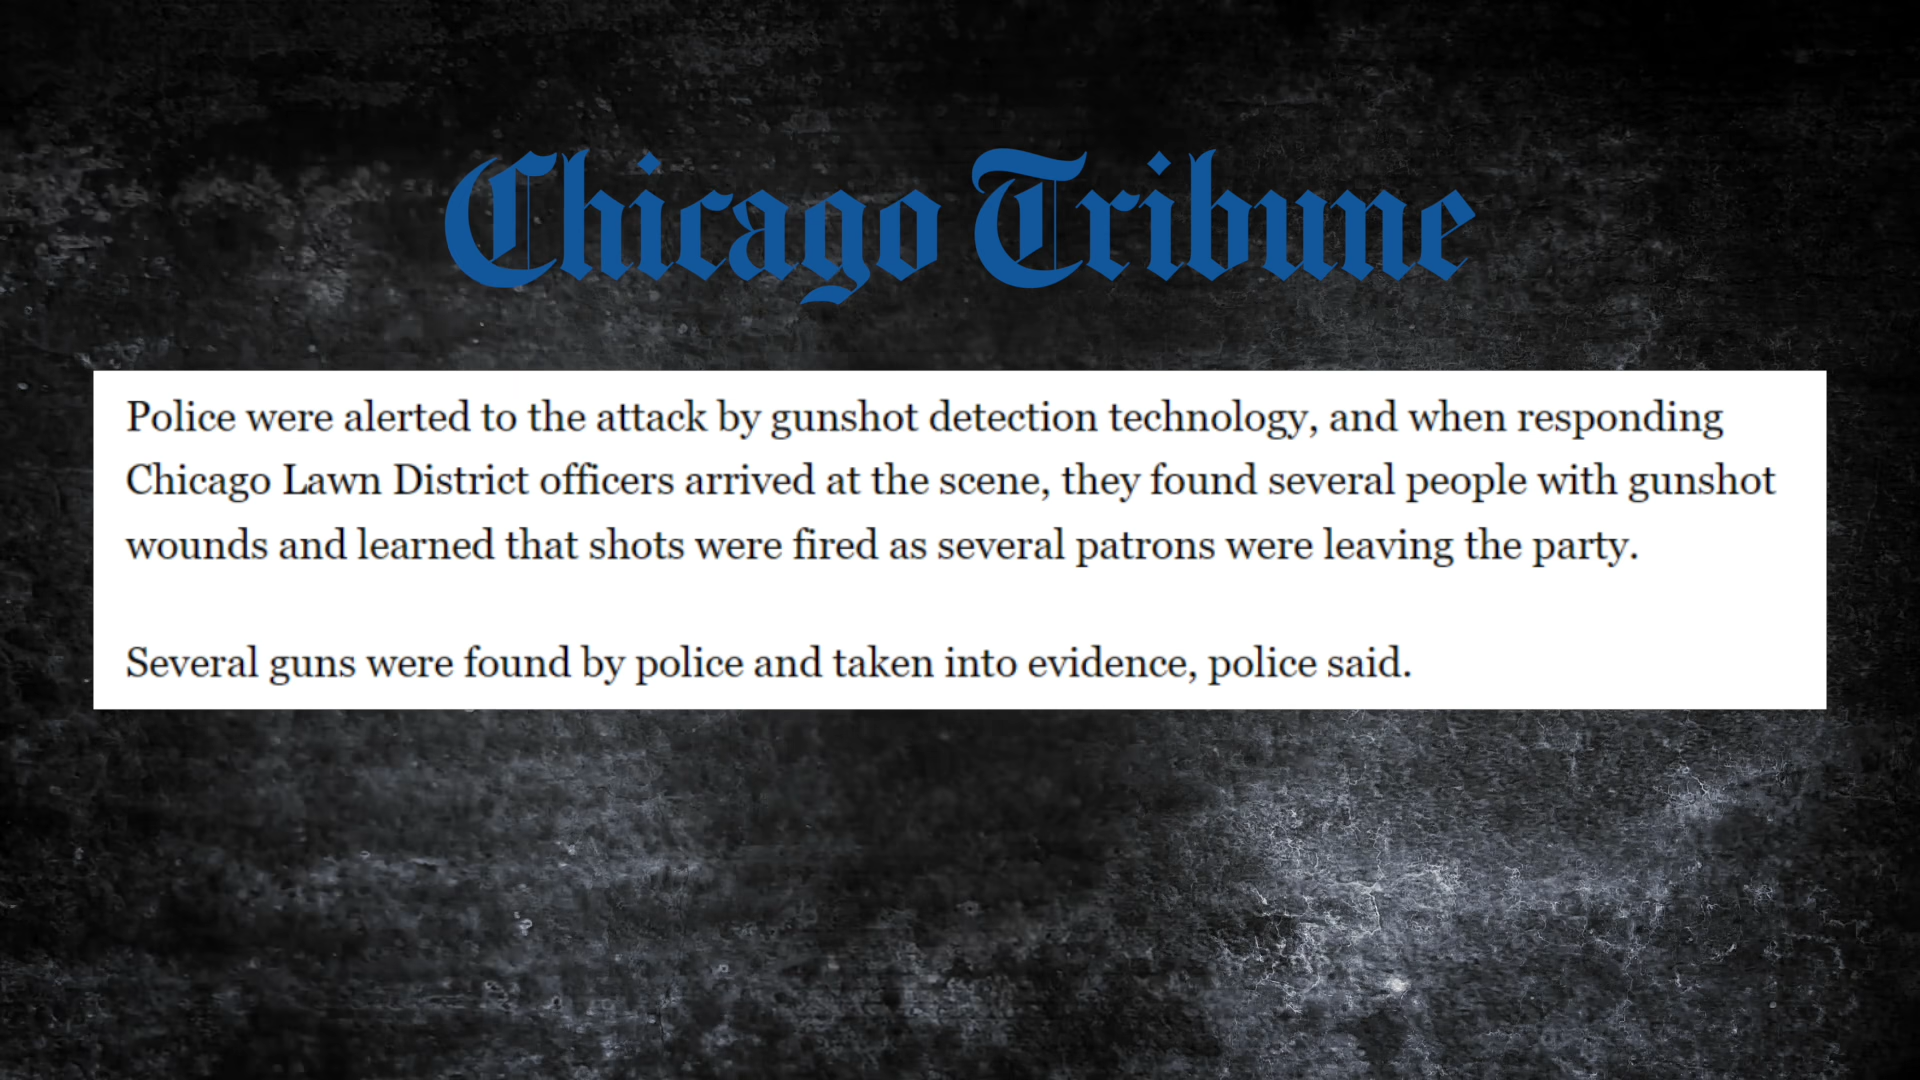 Chicago Tribune
Police were alerted to the attack by gunshot detection technology, and when responding
Chicago Lawn District officers arrived at the scene, they found several people with gunshot
wounds and learned that shots were fired as several patrons were leaving the party.
Several guns were found by police and taken into evidence, police said.